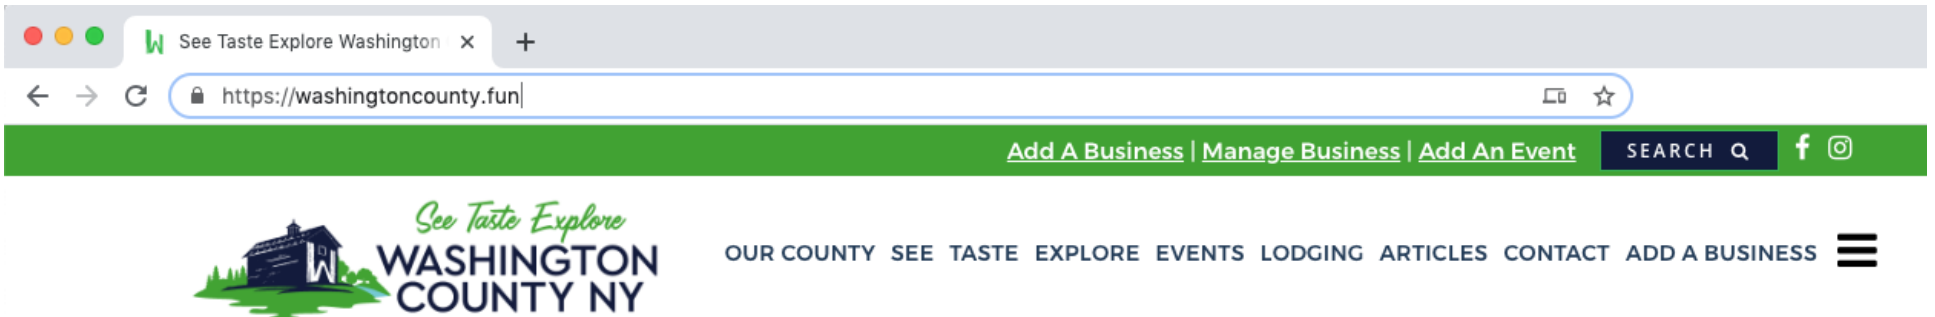 See Taste Explore Washington
https://washingtoncounty.fun
Add A Business | Manage Business | Add An Event SEARCH
See Taste Explore
WASHINGTON
COUNTY NY
OUR COUNTY SEE TASTE EXPLORE EVENTS LODGING ARTICLES CONTACT ADD A BUSINESS